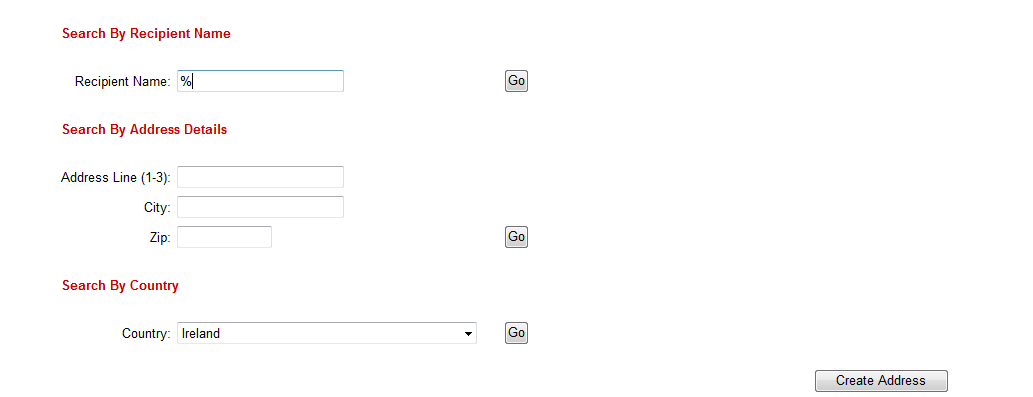 Search By Recipient Name
Recipient Name: % Go
Search By Address Details
Address Line (1-3):
City:
Zip: Go
Search By Country
Country: Ireland Go
Create Address